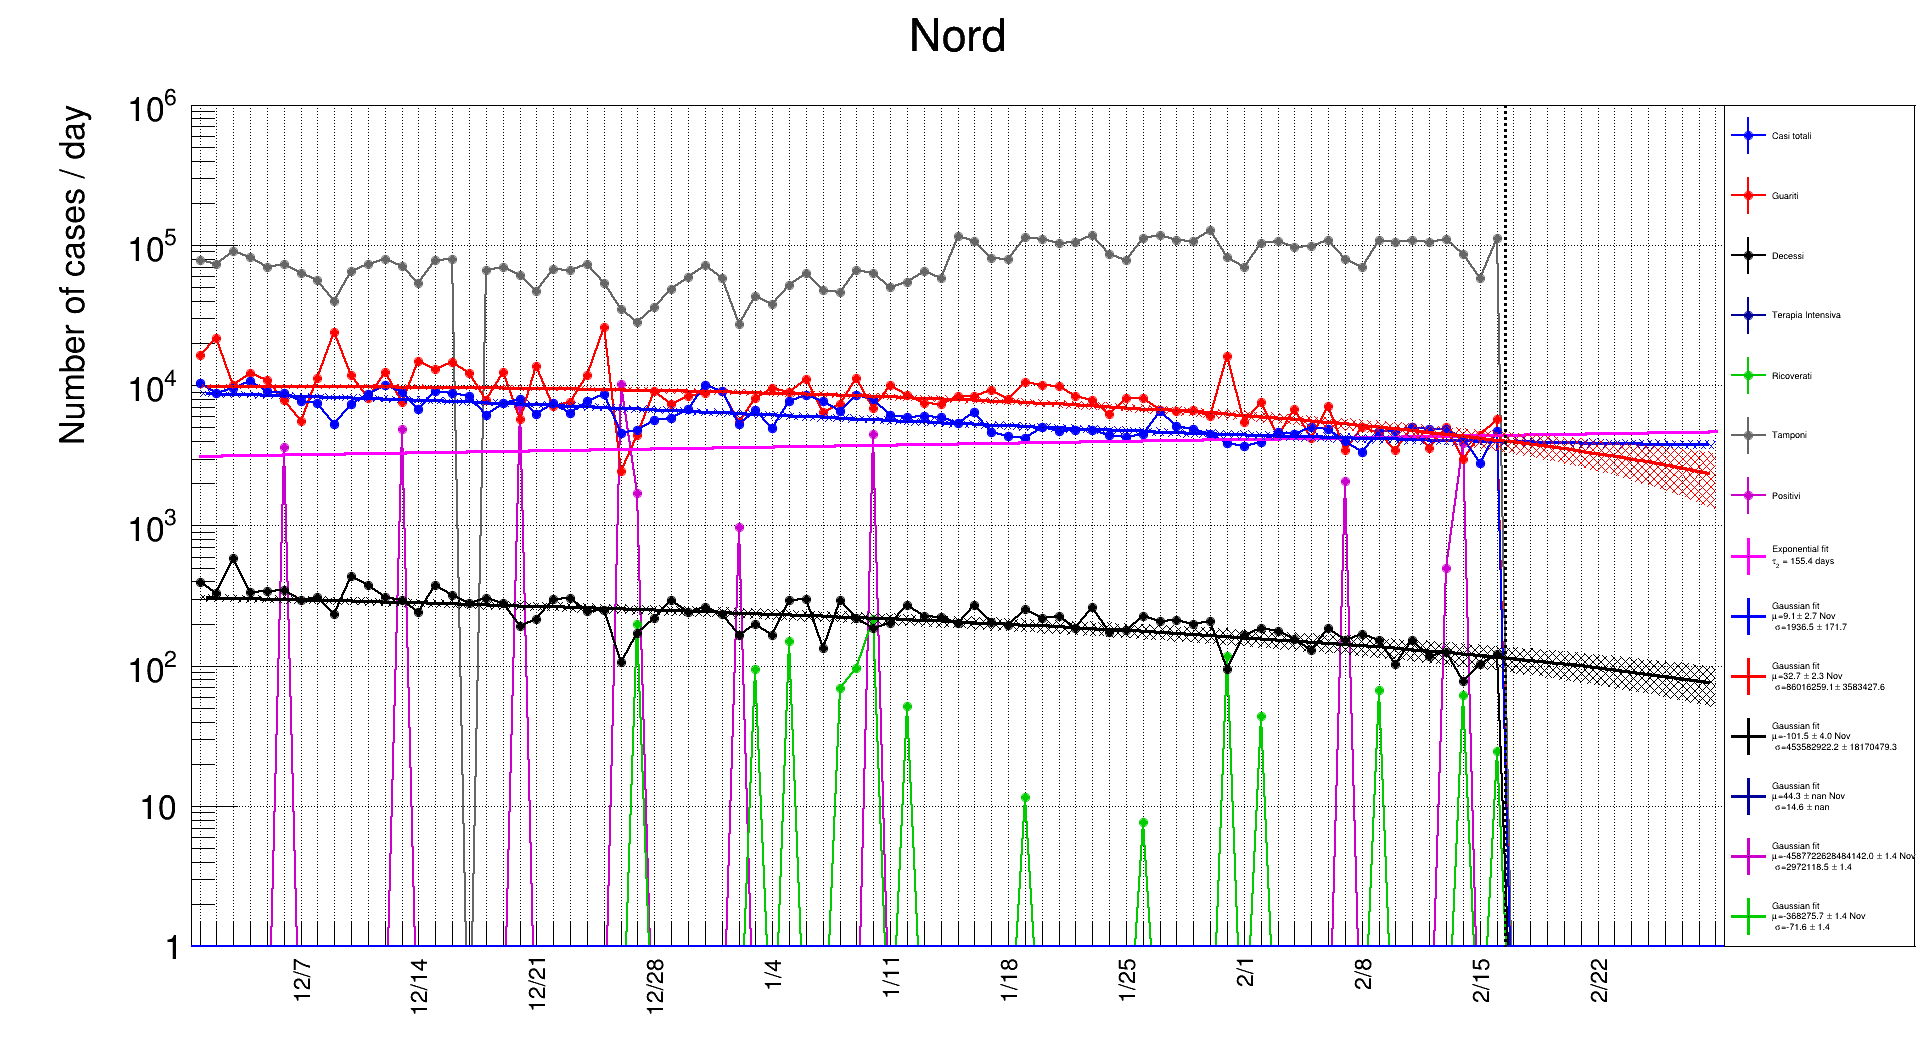 Nord
Number of cases / day
10^6
10^5
10^4
10^3
10^2
10
1
12/7
12/14
12/21
12/28
1/4
1/11
1/18
1/25
2/1
2/8
2/15
2/22
Casi totali
Guariti
Decessi
Terapia Intensiva
Ricoverati
Tamponi
Positivi
Exponential fit
τ_2 = 155.4 days
Gaussian fit
μ=9.1 ± 2.7 Nov
σ=1936.5 ± 171.7
Gaussian fit
μ=32.7 ± 2.3 Nov
σ=86016259.1 ± 3583427.6
Gaussian fit
μ=-101.5 ± 4.0 Nov
σ=453582922.2 ± 18170479.3
Gaussian fit
μ=44.3 ± nan Nov
σ=14.6 ± nan
Gaussian fit
μ=-4587722628484142.0 ± 1.4 Nov
σ=2972118.5 ± 1.4
Gaussian fit
μ=-368275.7 ± 1.4 Nov
σ=-71.6 ± 1.4